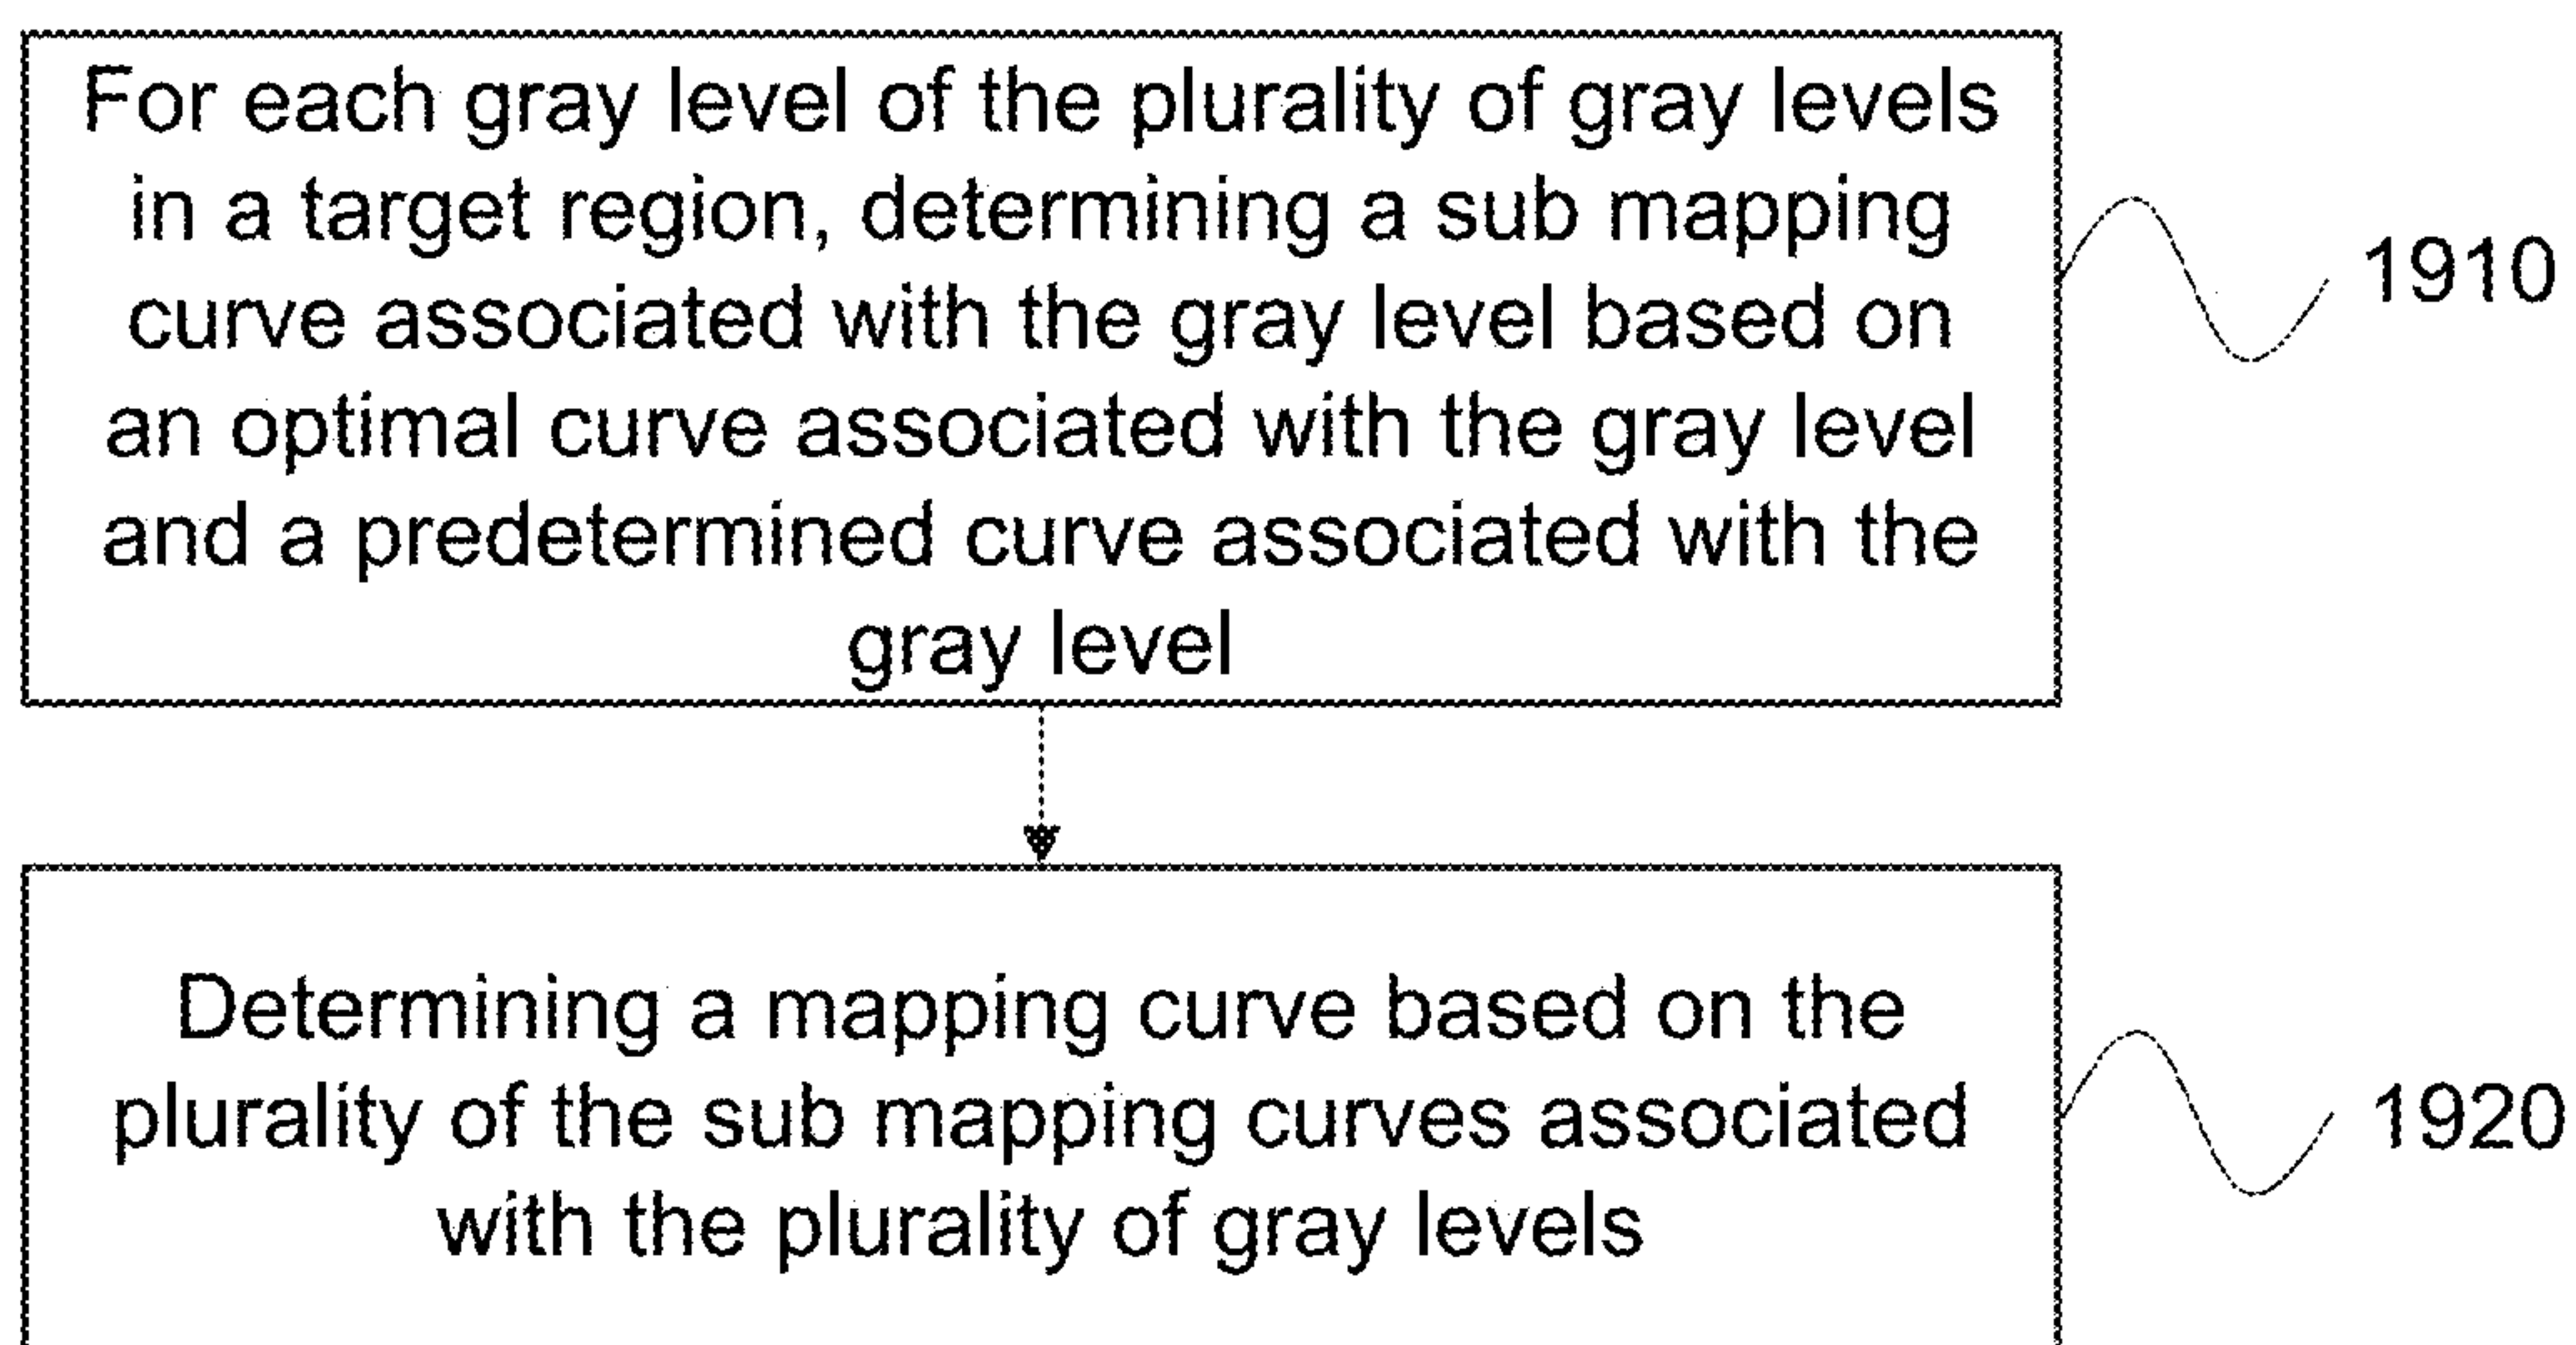 For each gray level of the plurality of gray levels
in a target region, determining a sub mapping
curve associated with the gray level based on
an optimal curve associated with the gray level
and a predetermined curve associated with the
gray level
1910
Determining a mapping curve based on the
plurality of the sub mapping curves associated
with the plurality of gray levels
1920